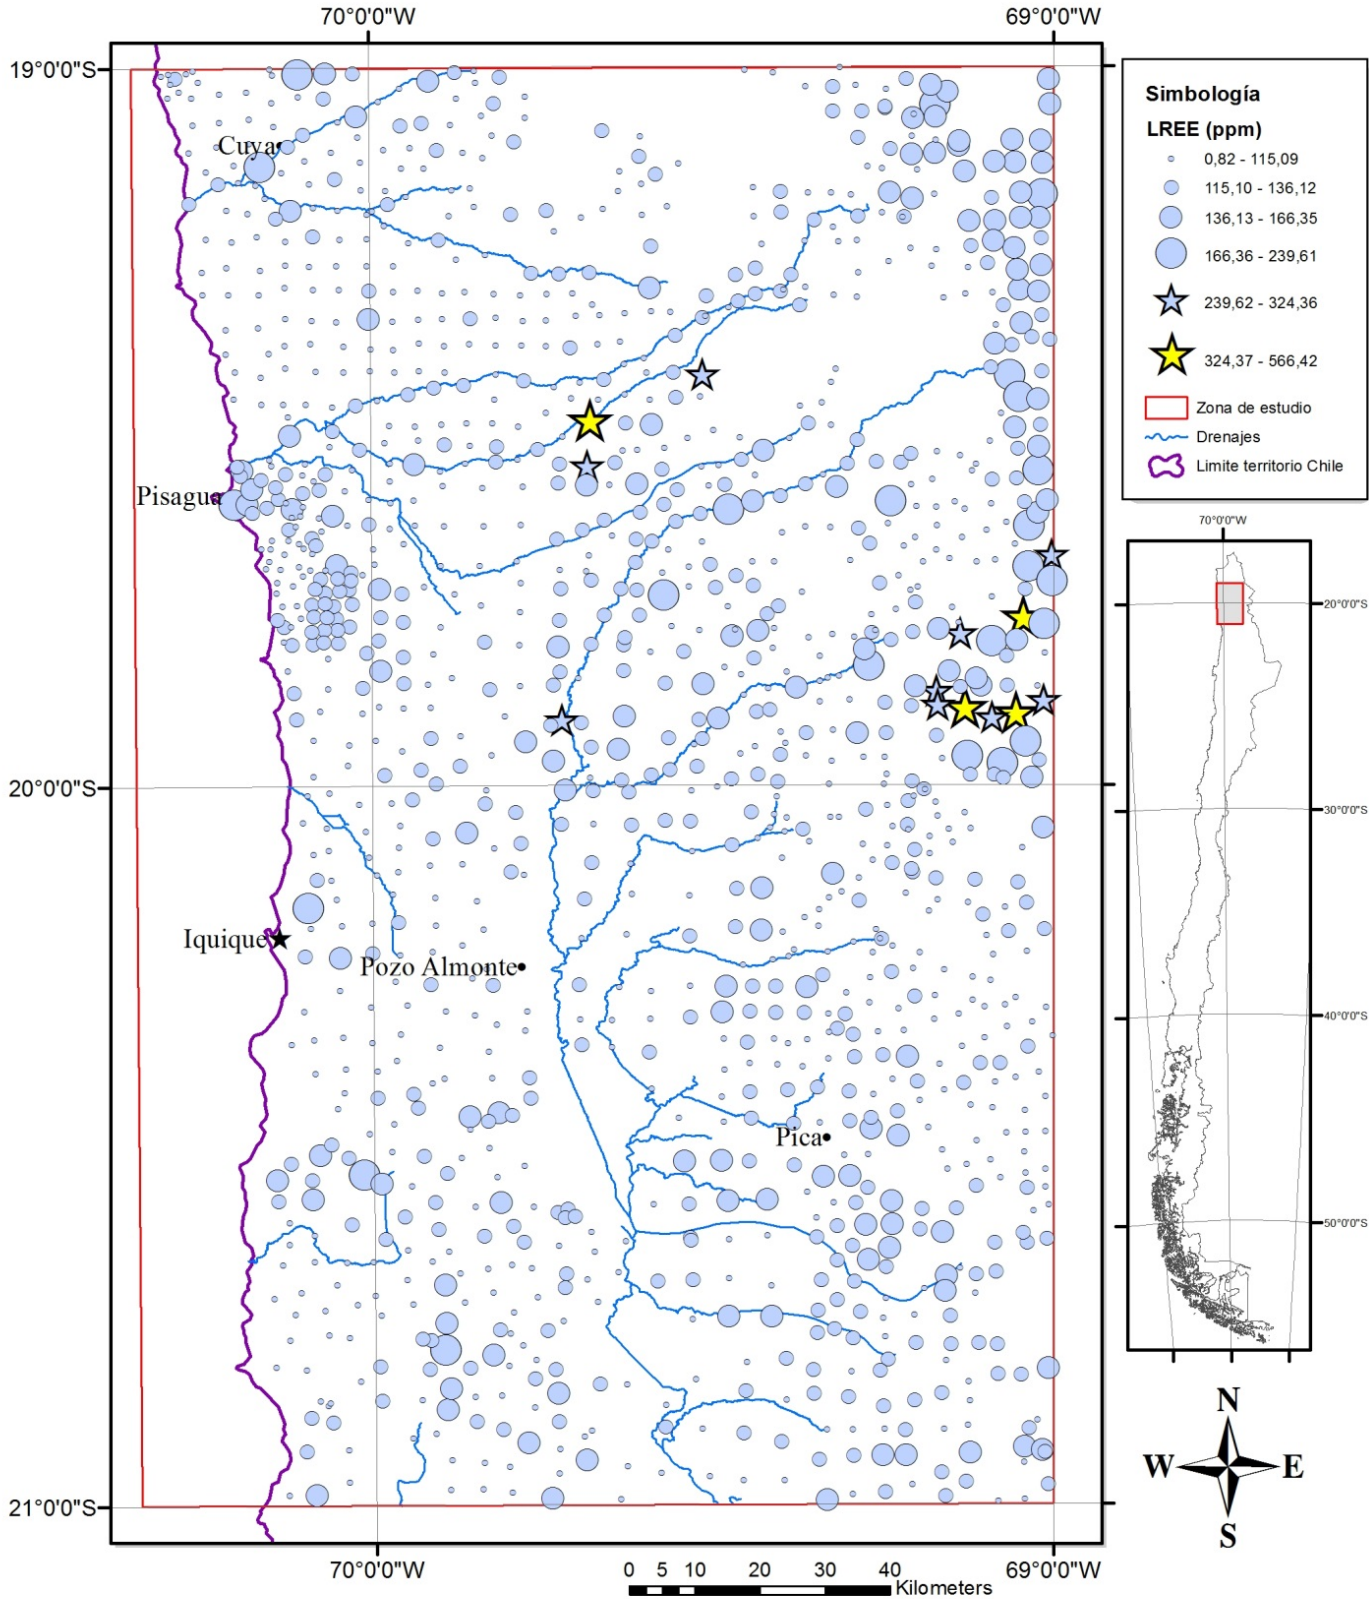 70°0'0"W
69°0'0"W
19°0'0"S
Cuya
Pisagua
20°0'0"S
Iquique
Pozo Almonte
Pica
21°0'0"S
70°0'0"W
69°0'0"W
0 5 10 20 30 40
Kilometers
Simbología
LREE (ppm)
0,82 - 115,09
115,10 - 136,12
136,13 - 166,35
166,36 - 239,61
239,62 - 324,36
324,37 - 566,42
Zona de estudio
Drenajes
Limite territorio Chile
70°0'0"W
20°0'0"S
30°0'0"S
40°0'0"S
50°0'0"S
N
W E
S